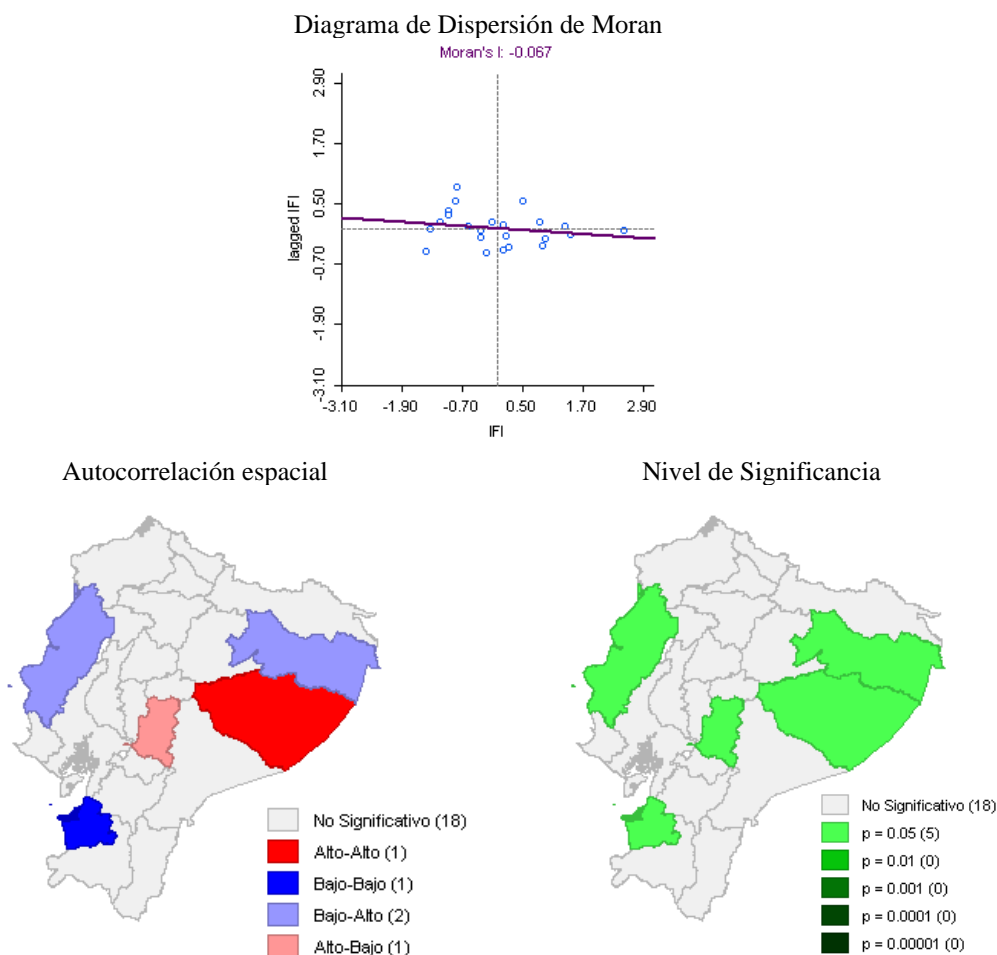 Diagrama de Dispersión de Moran
Moran's I: -0.067
2.90
1.70
0.50
-0.70
-1.90
-3.10
lagged IFI
-3.10 -1.90 -0.70 0.50 1.70 2.90
IFI
Autocorrelación espacial
No Significativo (18)
Alto-Alto (1)
Bajo-Bajo (1)
Bajo-Alto (2)
Alto-Bajo (1)
Nivel de Significancia
No Significativo (18)
p = 0.05 (5)
p = 0.01 (0)
p = 0.001 (0)
p = 0.0001 (0)
p = 0.00001 (0)